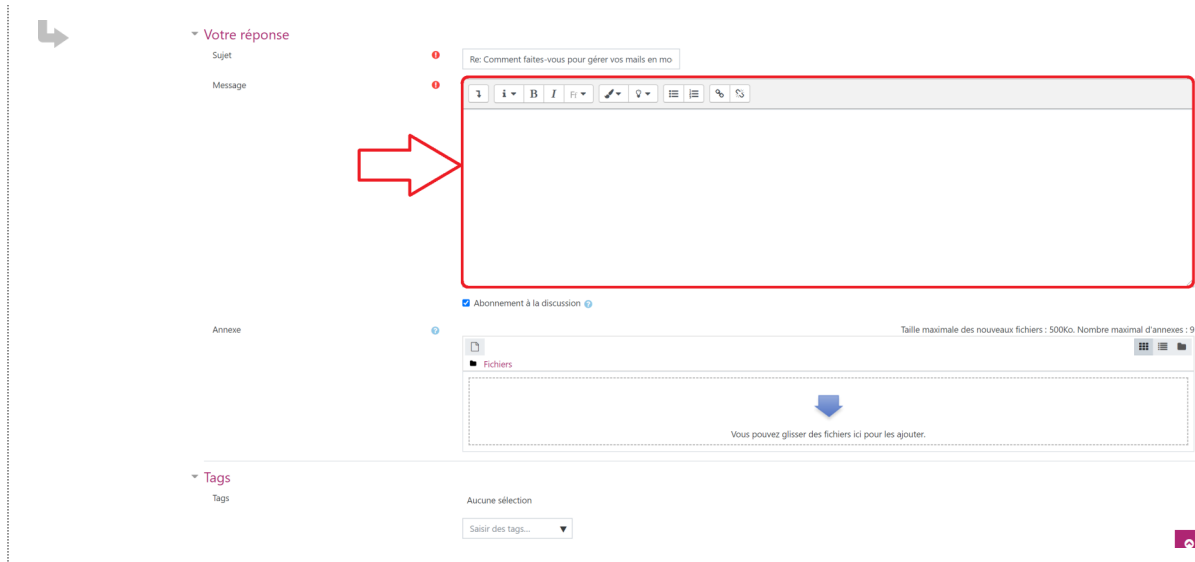 Votre réponse
Sujet
Re: Comment faites-vous pour gérer vos mails en mo
Message
i B I Ff
Abonnement à la discussion
Annexe
Taille maximale des nouveaux fichiers : 500Ko. Nombre maximal d'annexes : 9
Fichiers
Vous pouvez glisser des fichiers ici pour les ajouter.
Tags
Tags
Aucune sélection
Saisir des tags...